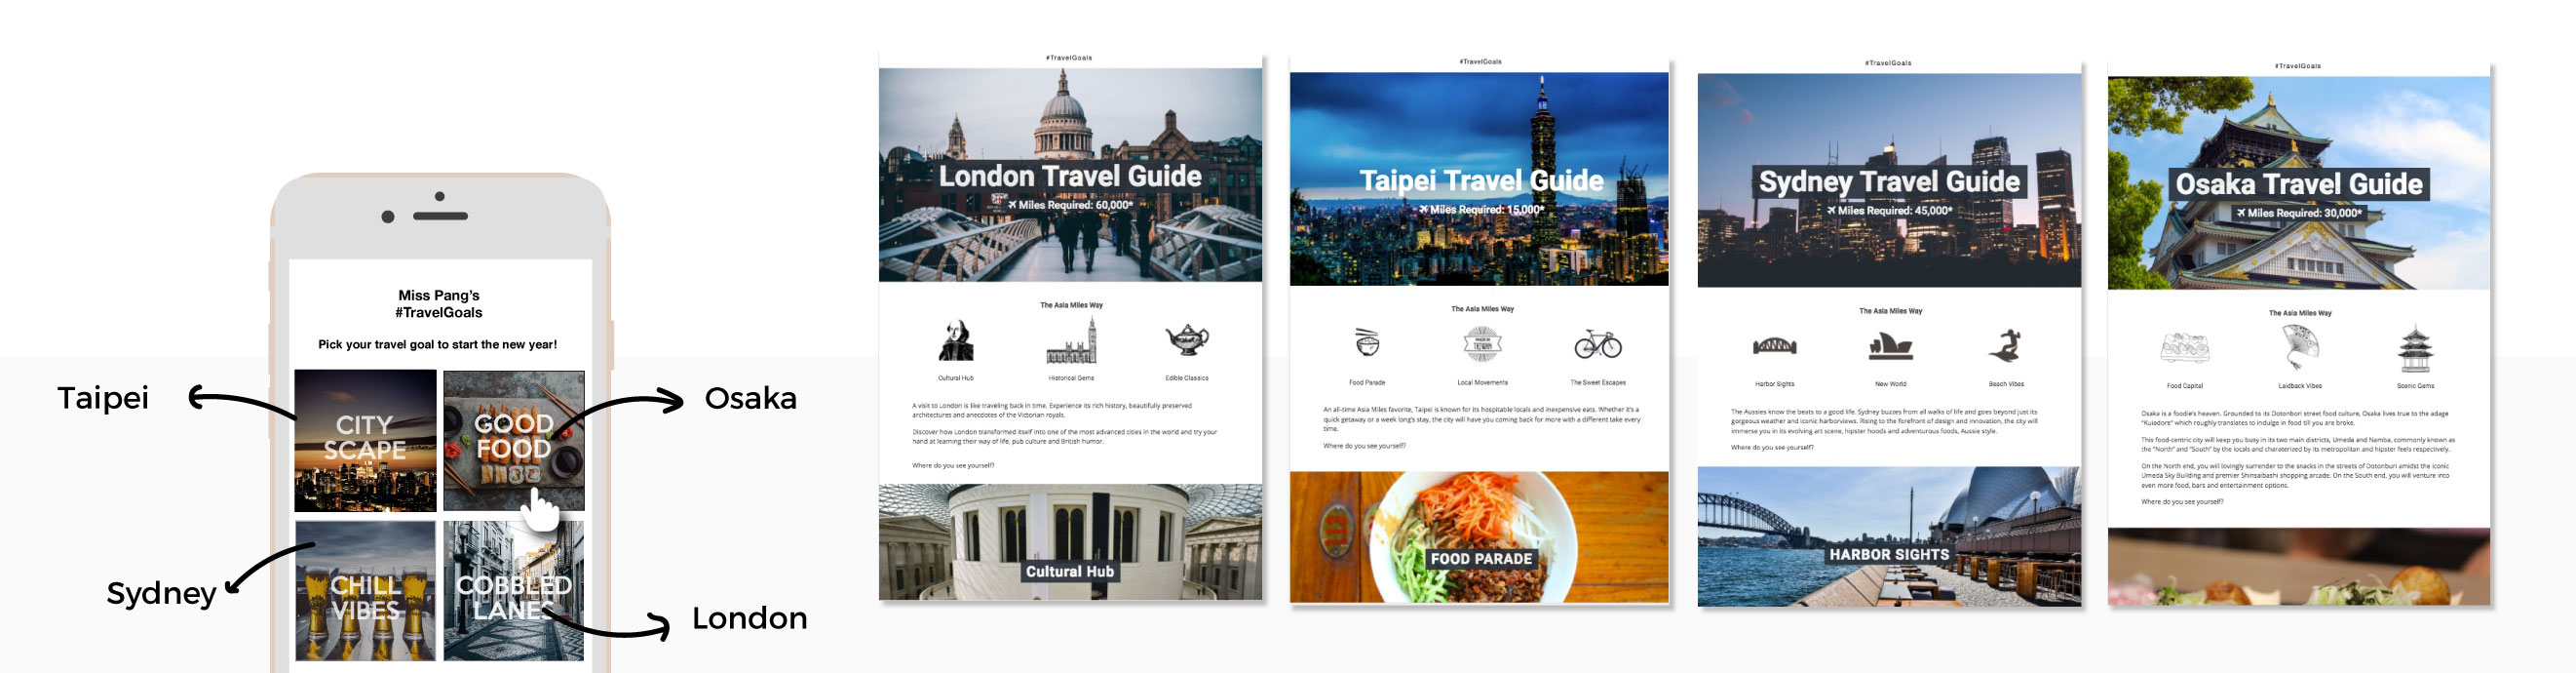 Miss Pang's
#TravelGoals
Pick your travel goal to start the new year!
CITY
SCAPE
GOOD
FOOD
CHILL
VIBES
COBBLED
LANES
Taipei
Osaka
Sydney
London
#TravelGoals
London Travel Guide
Miles Required: 60,000*
The Asia Miles Way
Cultural Hub
Historical Gems
Edible Classics
A visit to London is like traveling back in time. Experience its rich history, beautifully preserved
architectures and anecdotes of the Victorian royals.
Discover how London transformed itself into one of the most advanced cities in the world and try your
hand at learning their way of life, pub culture and British humor.
Where do you see yourself?
Cultural Hub
#TravelGoals
Taipei Travel Guide
Miles Required: 15,000*
The Asia Miles Way
MADE IN
TAIWAN
Food Parade
Local Movements
The Sweet Escapes
An all-time Asia Miles favorite, Taipei is known for its hospitable locals and inexpensive eats. Whether it's a
quick getaway or a week long's stay, the city will have you coming back for more with a different take every
time.
Where do you see yourself?
FOOD PARADE
#TravelGoals
Sydney Travel Guide
Miles Required: 45,000*
The Asia Miles Way
Harbor Sights
New World
Beach Vibes
The Aussies know the beats to a good life. Sydney buzzes from all walks of life and goes beyond just its
gorgeous weather and iconic harborviews. Rising to the forefront of design and innovation, the city will
immerse you in its evolving art scene, hipster hoods and adventurous foods, Aussie style.
Where do you see yourself?
HARBOR SIGHTS
#TravelGoals
Osaka Travel Guide
Miles Required: 30,000*
The Asia Miles Way
Food Capital
Laidback Vibes
Scenic Gems
Osaka is a foodie's heaven. Grounded to its Dotonbori street food culture, Osaka lives true to the adage
"Kuiadore" which roughly translates to indulge in food till you are broke.
This food-centric city will keep you busy in its two main districts, Umeda and Namba, commonly known as
the "North" and "South" by the locals and charaterized by its metropolitan and hipster feels respectively.
On the North end, you will lovingly surrender to the snacks in the streets of Dotonburi amidst the iconic
Umeda Sky Building and premier Shinsaibashi shopping arcade. On the South end, you will venture into
even more food, bars and entertainment options.
Where do you see yourself?